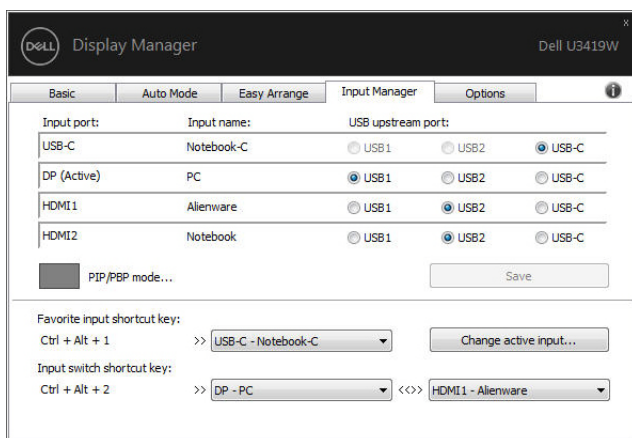 DELL Display Manager Dell U3419W
x
Basic Auto Mode Easy Arrange Input Manager Options i
Input port: Input name: USB upstream port:
USB-C Notebook-C USB1 USB2 USB-C
DP (Active) PC USB1 USB2 USB-C
HDMI1 Alienware USB1 USB2 USB-C
HDMI2 Notebook USB1 USB2 USB-C
PIP/PBP mode... Save
Favorite input shortcut key:
Ctrl + Alt + 1 >> USB-C - Notebook-C Change active input...
Input switch shortcut key:
Ctrl + Alt + 2 >> DP - PC <<>> HDMI1 - Alienware